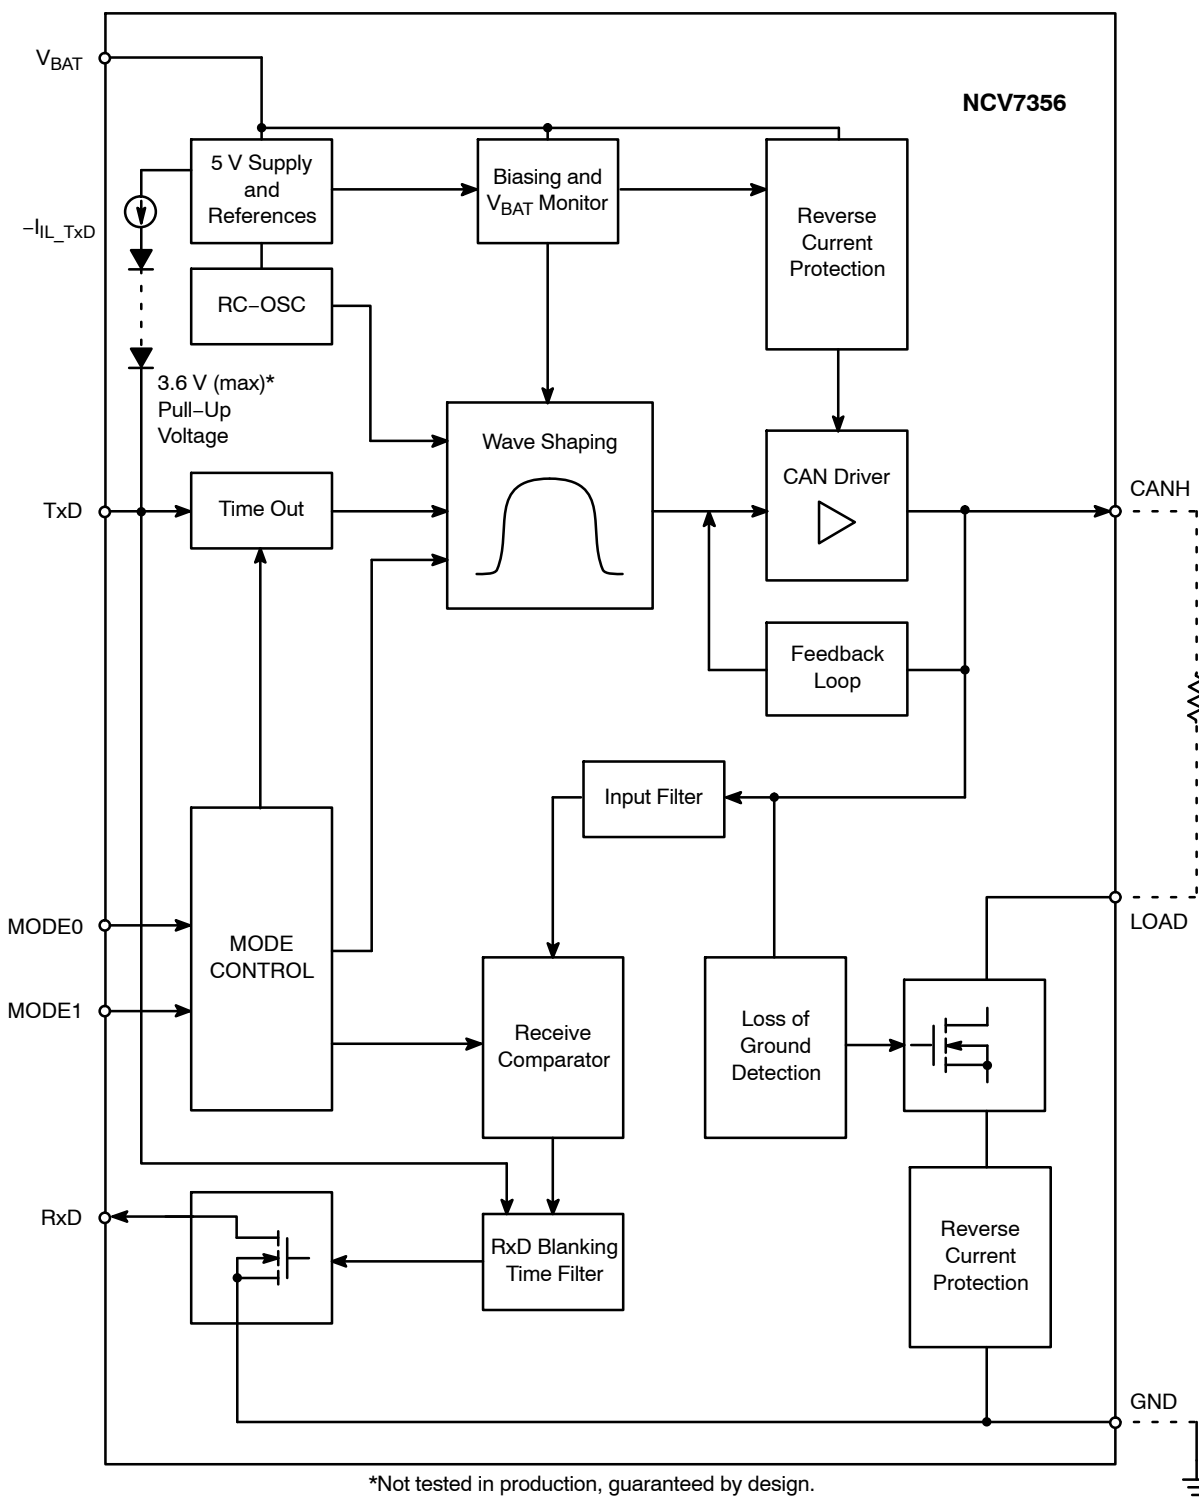 VBAT
NCV7356
5 V Supply
and
References
Biasing and
VBAT Monitor
Reverse
Current
Protection
–IIL_TxD
RC–OSC
3.6 V (max)*
Pull–Up
Voltage
Wave Shaping
CAN Driver
CANH
TxD
Time Out
Feedback
Loop
Input Filter
MODE0
MODE
CONTROL
LOAD
MODE1
Receive
Comparator
Loss of
Ground
Detection
RxD
RxD Blanking
Time Filter
Reverse
Current
Protection
GND
*Not tested in production, guaranteed by design.